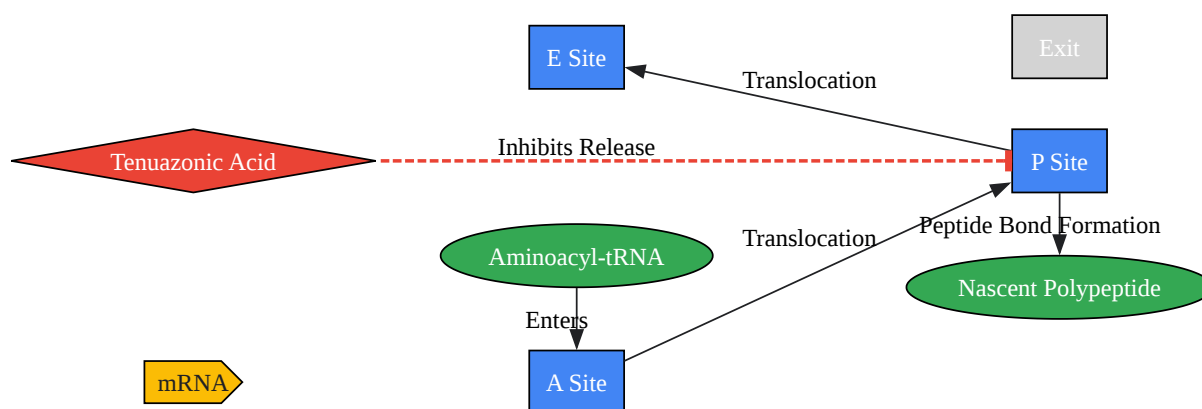 E Site
Exit
Translocation
Tenuazonic Acid
Inhibits Release
P Site
Peptide Bond Formation
Translocation
Aminoacyl-tRNA
Nascent Polypeptide
Enters
mRNA
A Site